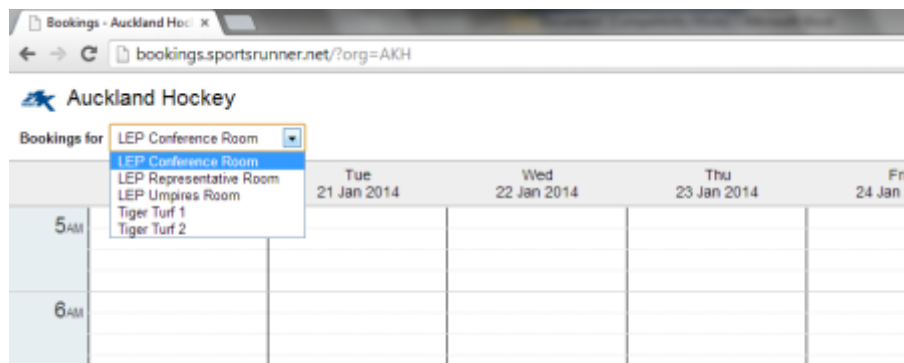 Bookings - Auckland Hoc
bookings.sportsrunner.net/?org=AKH
Auckland Hockey
Bookings for LEP Conference Room
LEP Conference Room
LEP Representative Room
LEP Umpires Room
Tiger Turf 1
Tiger Turf 2
Tue Wed Thu Fr
21 Jan 2014 22 Jan 2014 23 Jan 2014 24 Jan
5AM
6AM